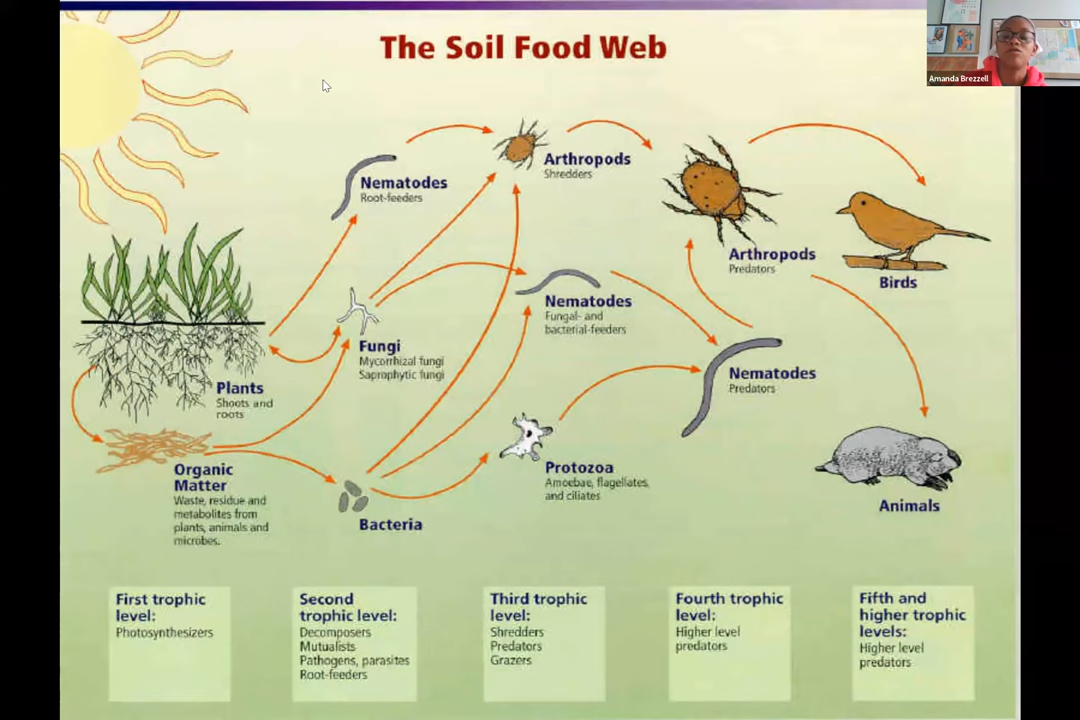 The Soil Food Web
Amanda Brezzell
Arthropods
Shredders
Nematodes
Root-feeders
Arthropods
Predators
Birds
Nematodes
Fungal- and
bacterial-feeders
Fungi
Mycorrhizal fungi
Saprophytic fungi
Nematodes
Predators
Plants
Shoots and
roots
Organic
Matter
Waste, residue and
metabolites from
plants, animals and
microbes.
Protozoa
Amoebae, flagellates,
and ciliates
Bacteria
Animals
First trophic
level:
Photosynthesizers
Second
trophic level:
Decomposers
Mutualists
Pathogens, parasites
Root-feeders
Third trophic
level:
Shredders
Predators
Grazers
Fourth trophic
level:
Higher level
predators
Fifth and
higher trophic
levels:
Higher level
predators